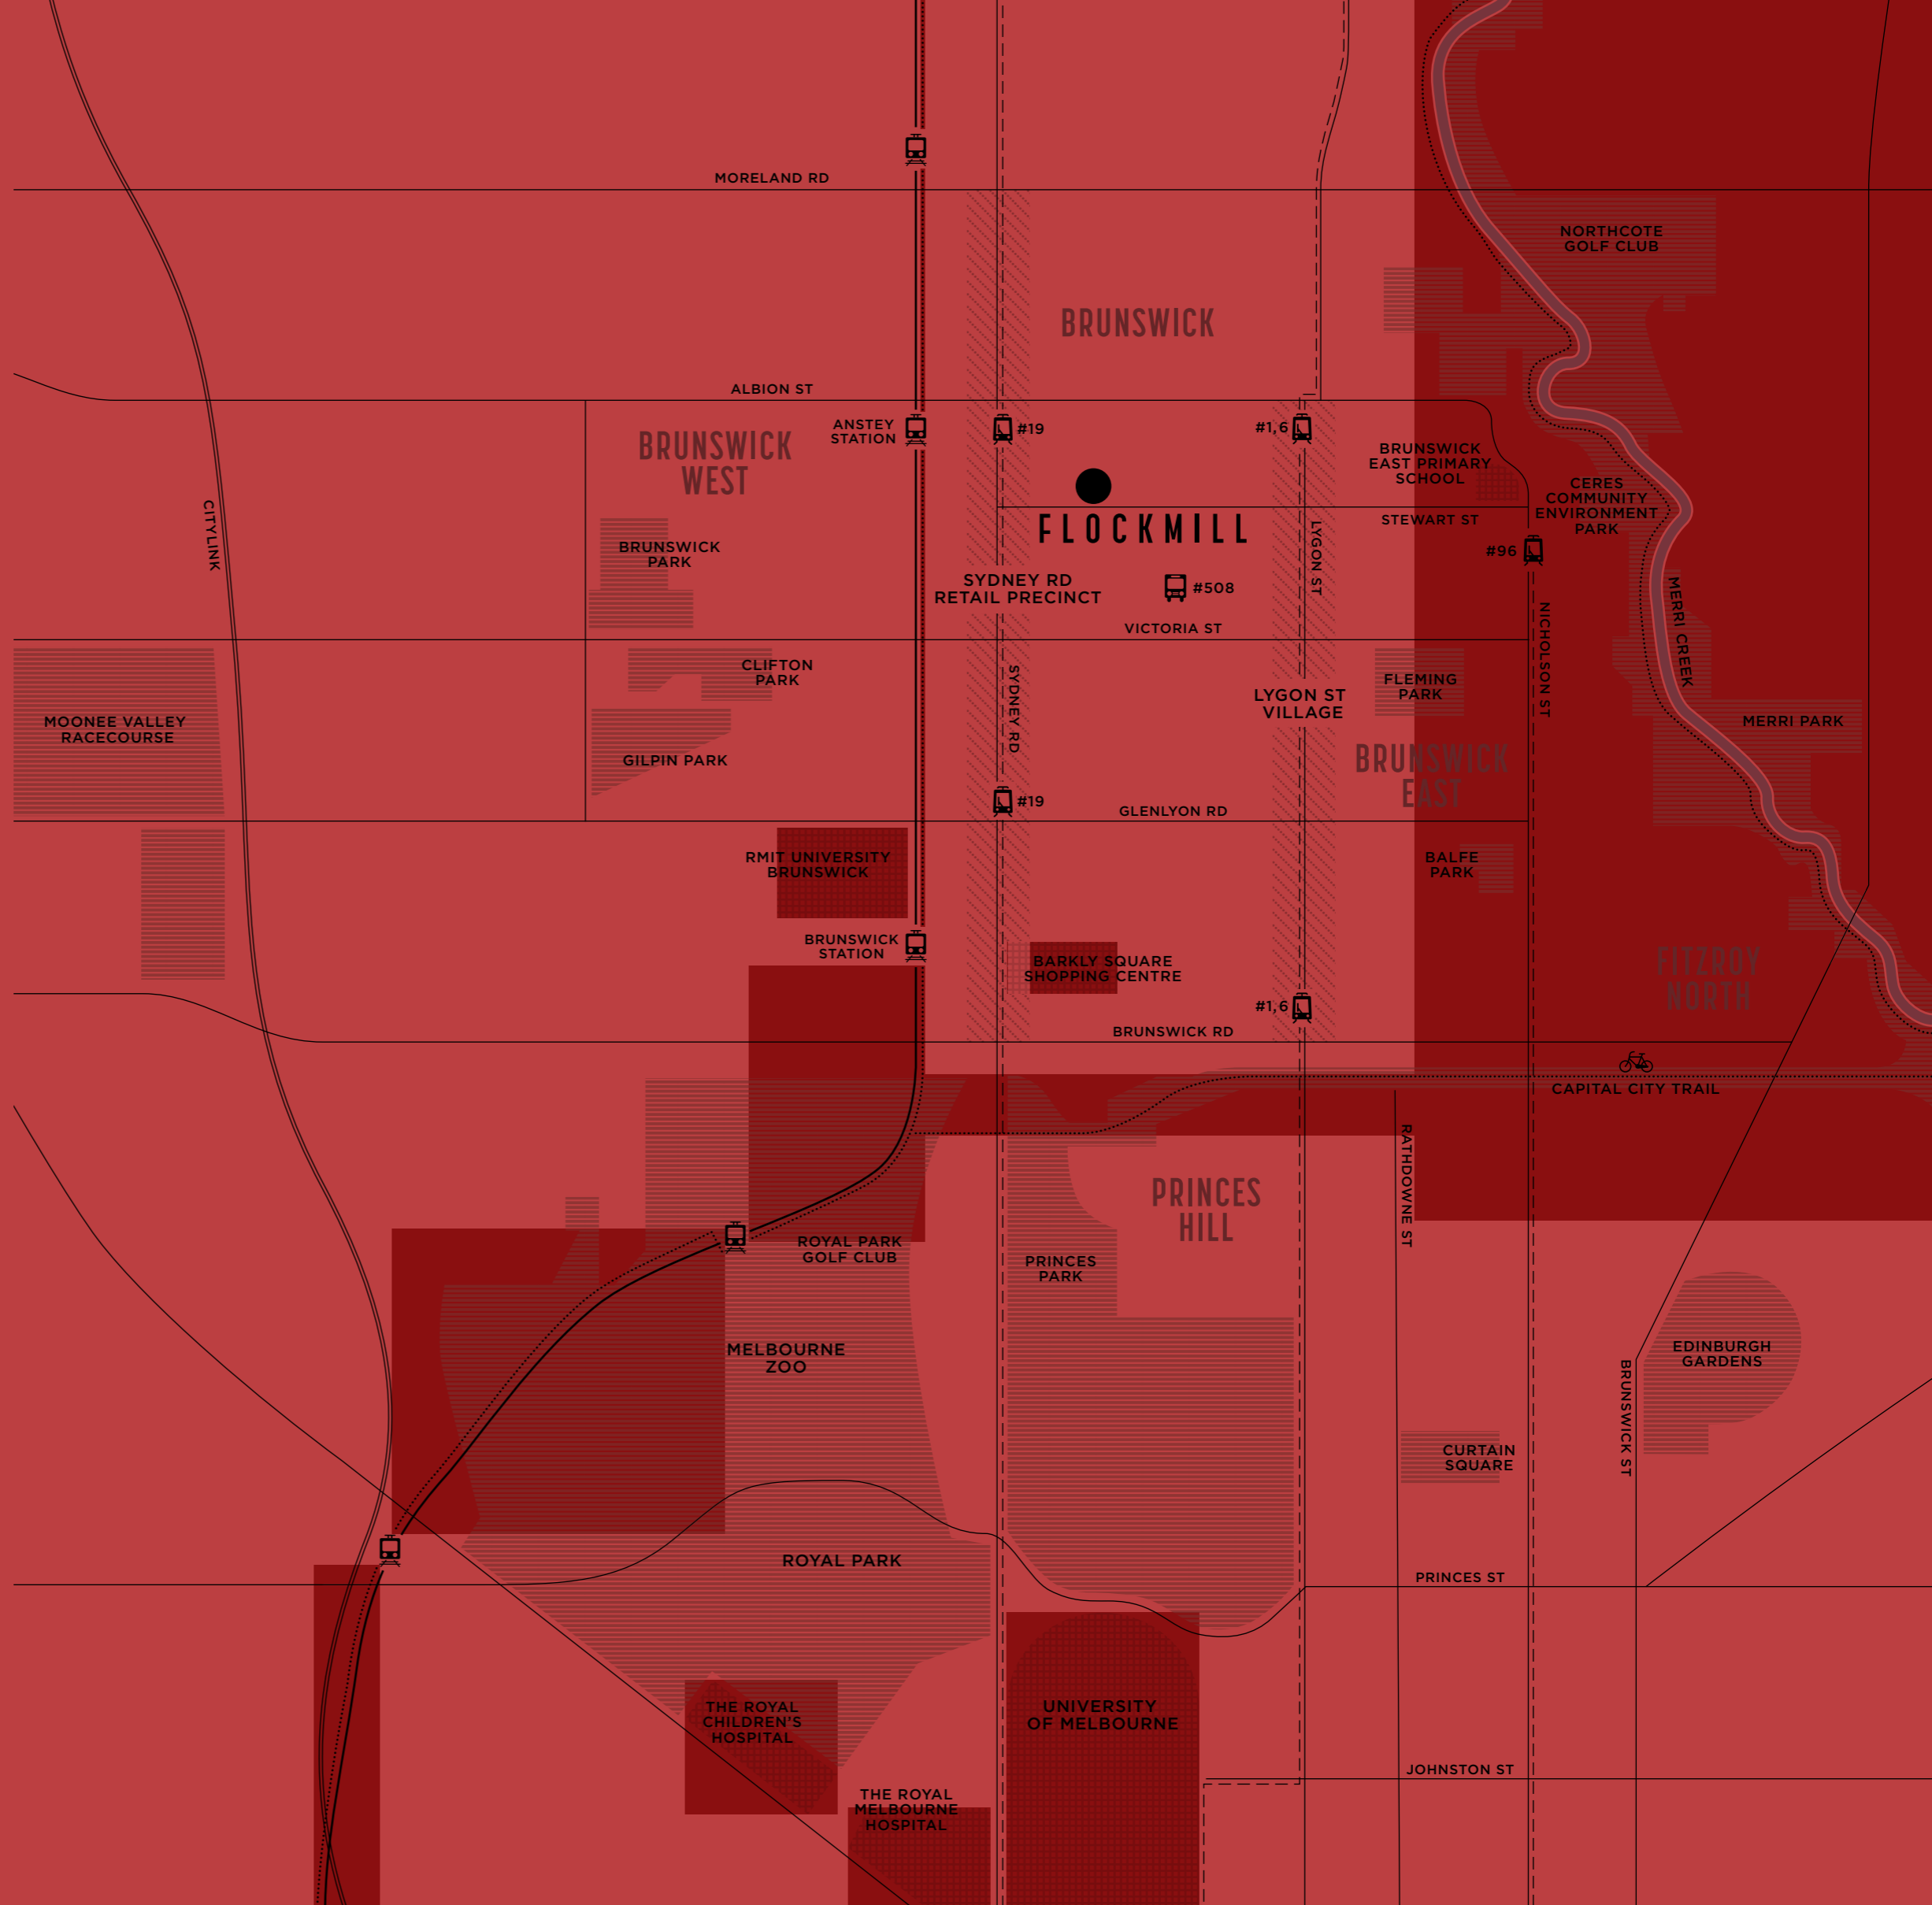 MORELAND RD
NORTHCOTE
GOLF CLUB
BRUNSWICK
ALBION ST
ANSTEY
STATION
#19
#1,6
BRUNSWICK
WEST
BRUNSWICK
EAST PRIMARY
SCHOOL
CERES
COMMUNITY
ENVIRONMENT
PARK
CITYLINK
FLOCKMILL
STEWART ST
LYGON ST
BRUNSWICK
PARK
#96
SYDNEY RD
RETAIL PRECINCT
#508
MERRI CREEK
NICHOLSON ST
VICTORIA ST
CLIFTON
PARK
SYDNEY RD
FLEMING
PARK
LYGON ST
VILLAGE
MOONEE VALLEY
RACECOURSE
MERRI PARK
GILPIN PARK
BRUNSWICK
EAST
#19
GLENLYON RD
RMIT UNIVERSITY
BRUNSWICK
BALFE
PARK
BRUNSWICK
STATION
BARKLY SQUARE
SHOPPING CENTRE
FITZROY
NORTH
#1,6
BRUNSWICK RD
CAPITAL CITY TRAIL
RATHDOWNE ST
PRINCES
HILL
ROYAL PARK
GOLF CLUB
PRINCES
PARK
MELBOURNE
ZOO
EDINBURGH
GARDENS
BRUNSWICK ST
CURTAIN
SQUARE
ROYAL PARK
PRINCES ST
THE ROYAL
CHILDREN'S
HOSPITAL
UNIVERSITY
OF MELBOURNE
JOHNSTON ST
THE ROYAL
MELBOURNE
HOSPITAL